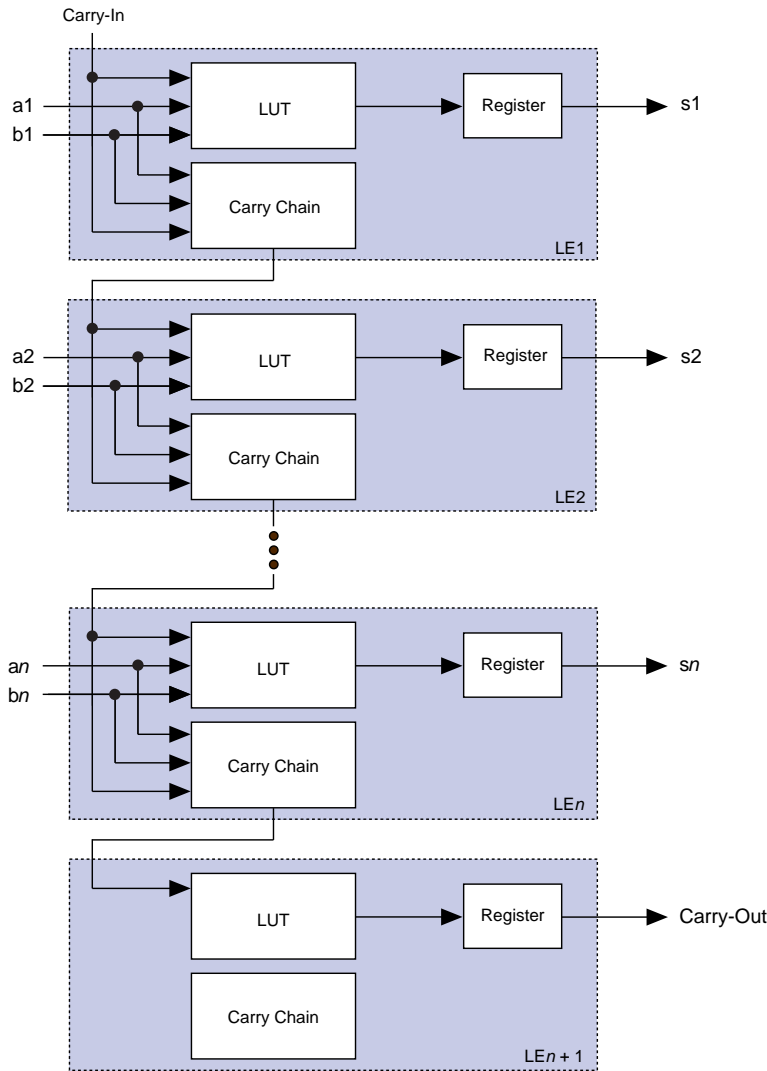 Carry-In
a1
b1
LUT
Register
s1
Carry Chain
LE1
a2
b2
LUT
Register
s2
Carry Chain
LE2
an
bn
LUT
Register
sn
Carry Chain
LEn
LUT
Register
Carry-Out
Carry Chain
LEn + 1